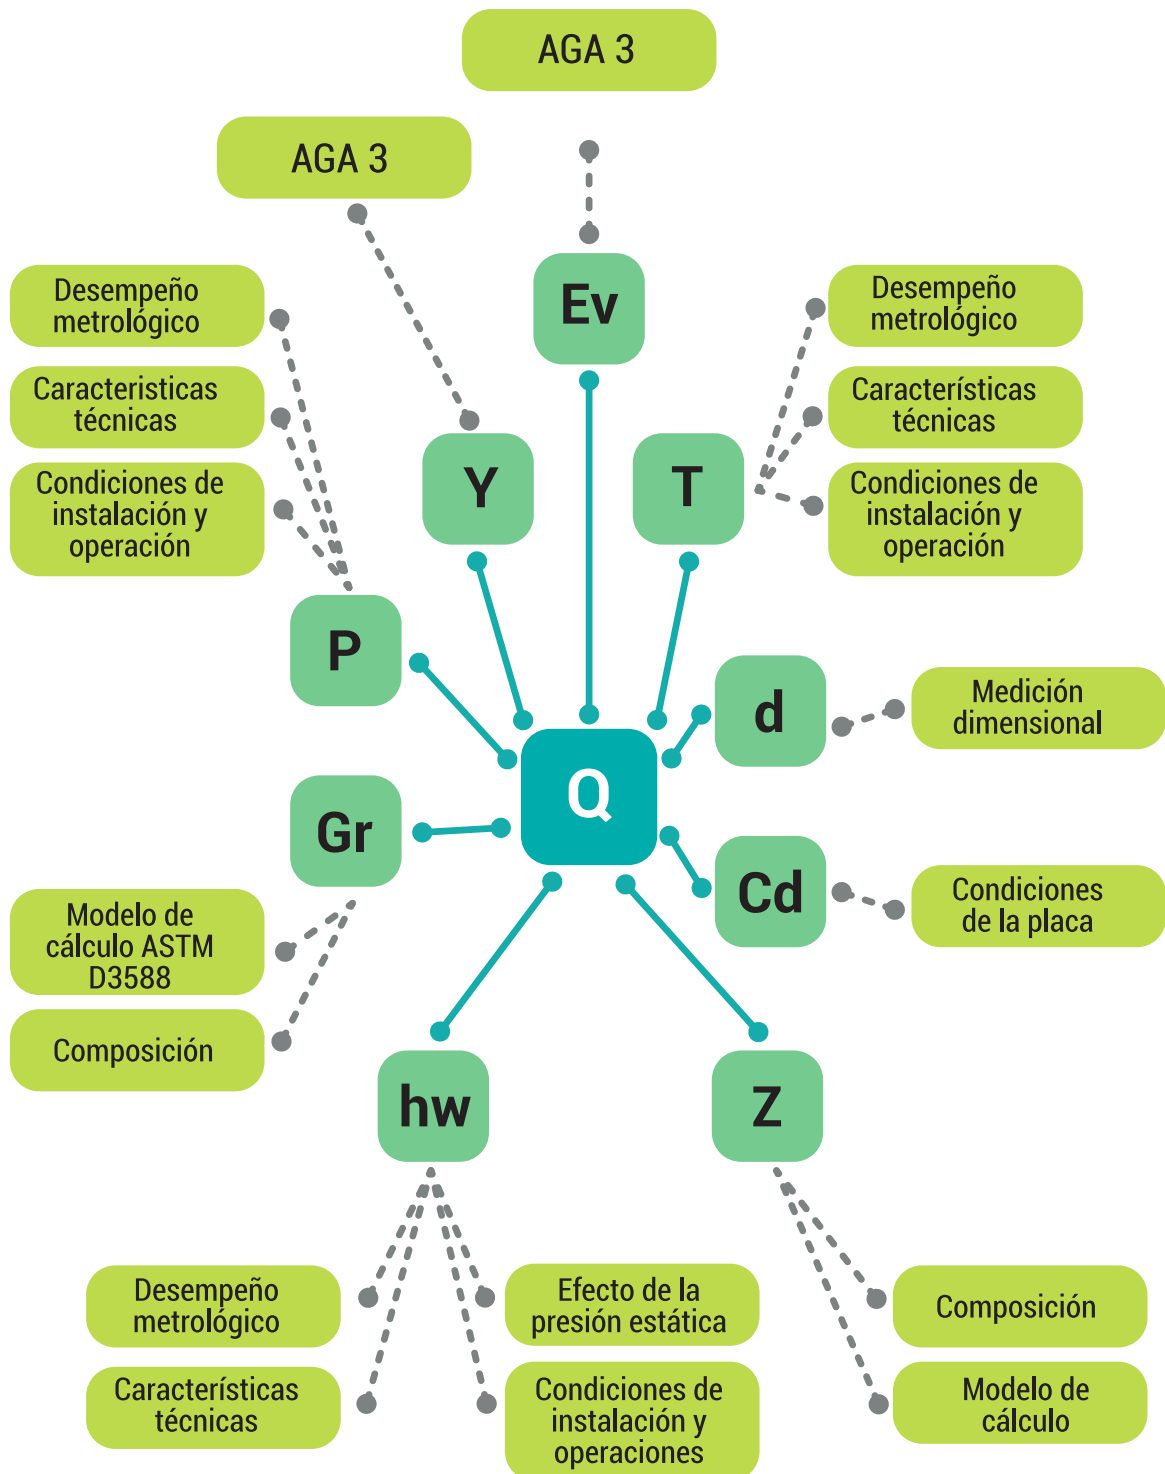 AGA 3
AGA 3
Ev
Desempeño
metrológico
Caracteristicas
técnicas
Condiciones de
instalación y
operación
Desempeño
metrológico
Características
técnicas
Condiciones de
instalación y
operación
Y
T
P
d
Medición
dimensional
Q
Gr
Cd
Condiciones
de la placa
Modelo de
cálculo ASTM
D3588
Composición
hw
Z
Desempeño
metrológico
Características
técnicas
Efecto de la
presión estática
Condiciones de
instalación y
operaciones
Composición
Modelo de
cálculo